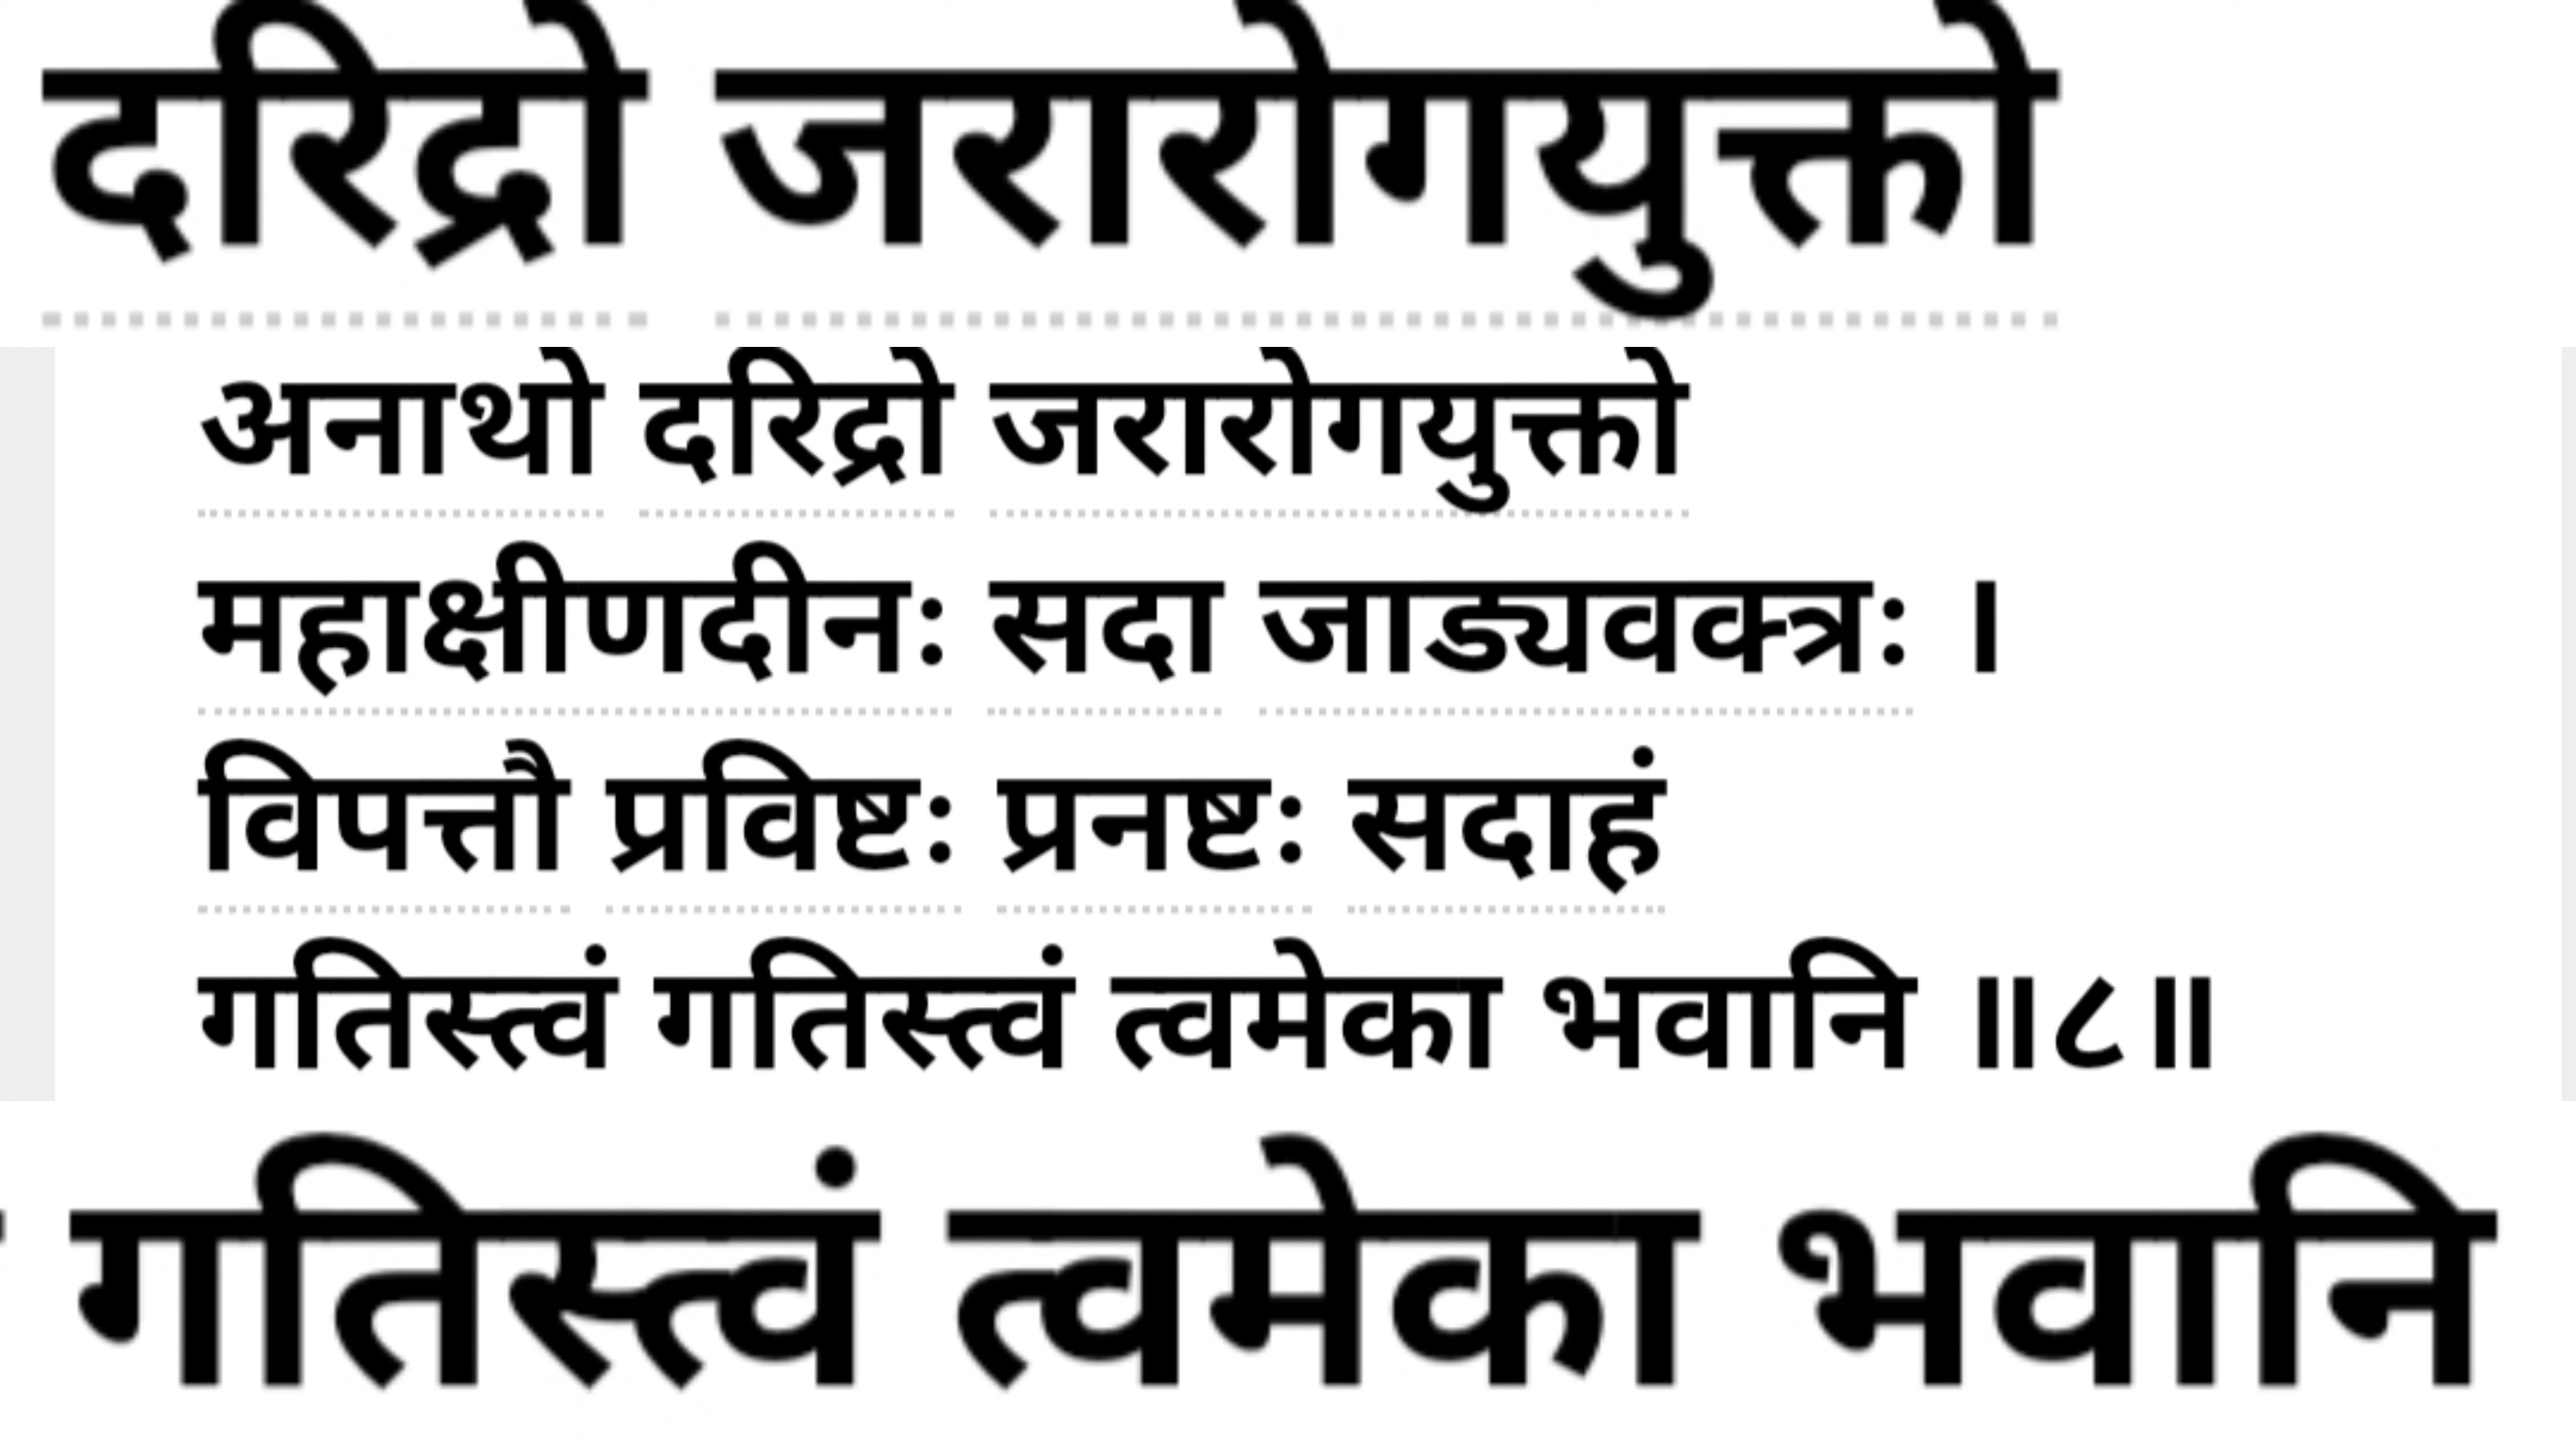 दरिद्रो जरारोगयुक्तो
अनाथो दरिद्रो जरारोगयुक्तो
महाक्षीणदीनः सदा जाड्यवक्त्रः ।
विपत्तौ प्रविष्टः प्रनष्टः सदाहं
गतिस्त्वं गतिस्त्वं त्वमेका भवानि ॥८॥
गतिस्त्वं त्वमेका भवानि